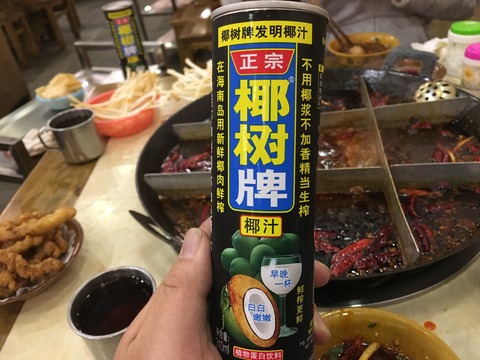 椰树牌发明椰汁
正宗
椰树牌®
椰汁
在海南岛用新鲜椰肉鲜榨
不用椰浆不加香精当生榨
早晚
一杯
白白
嫩嫩
鲜榨更鲜
植物蛋白饮料